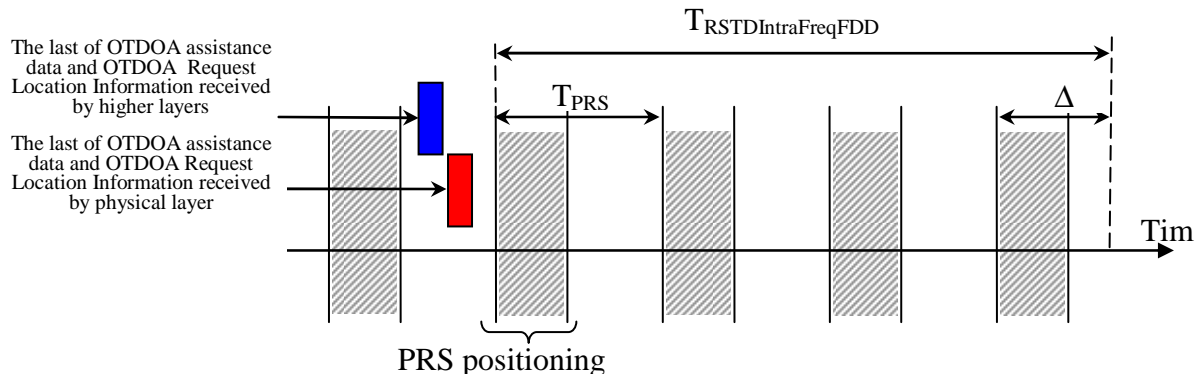 T_RSTDIntraFreqFDD
The last of OTDOA assistance
data and OTDOA Request
Location Information received
by higher layers
T_PRS
Δ
The last of OTDOA assistance
data and OTDOA Request
Location Information received
by physical layer
Tim
PRS positioning